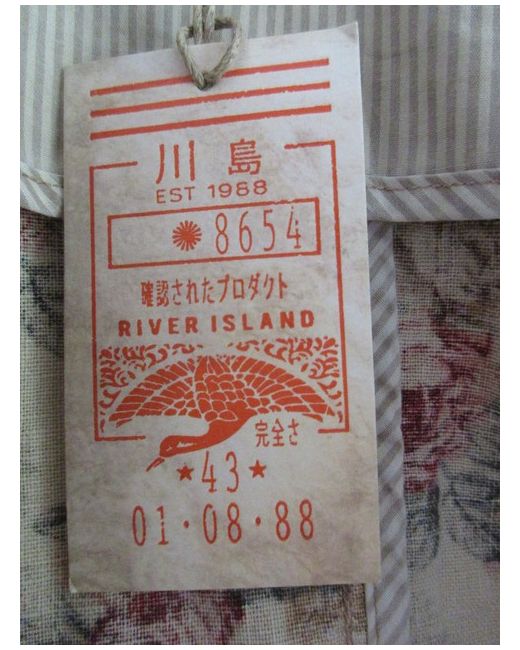 川島
EST 1988
8654
確認されたプロダクト
RIVER ISLAND
完全さ
★43★
01・08・88